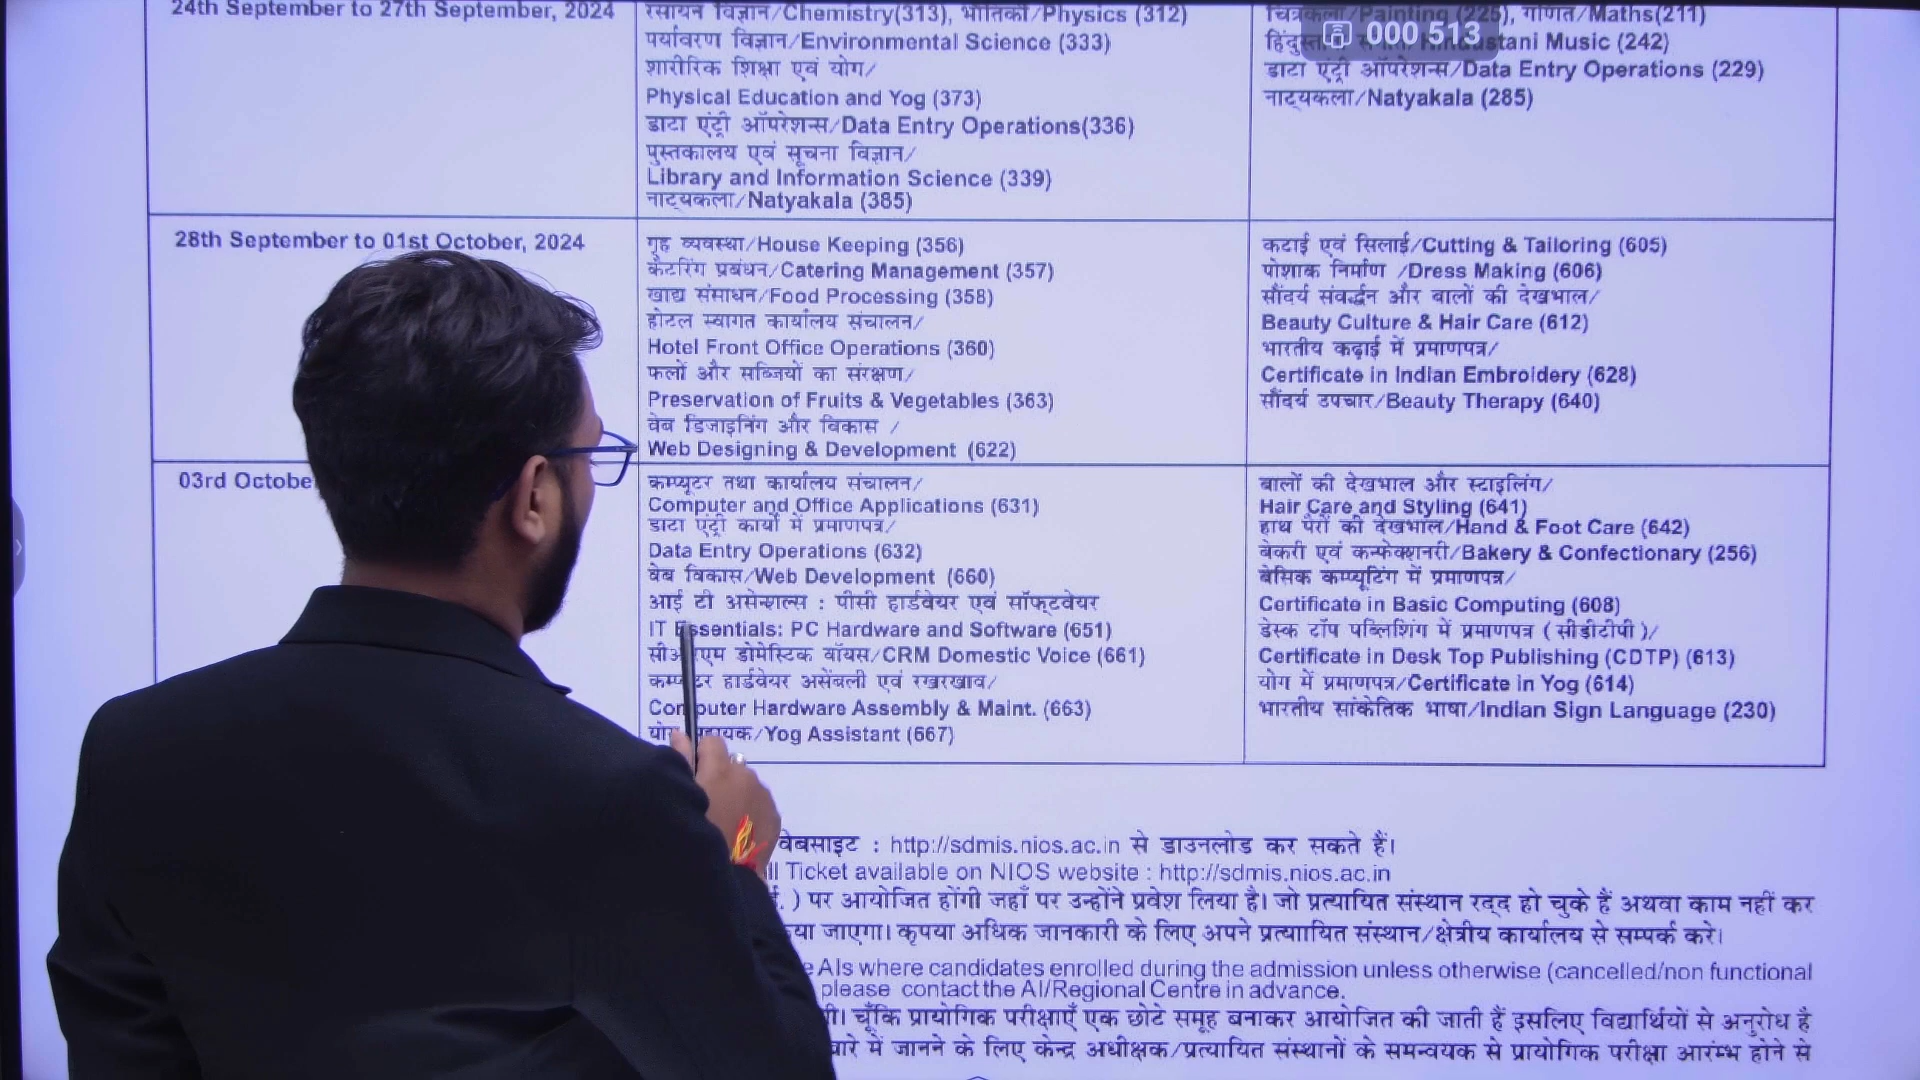 24th September to 27th September, 2024
रसायन विज्ञान/Chemistry(313), भौतिकी/Physics (312)
पर्यावरण विज्ञान/Environmental Science (333)
शारीरिक शिक्षा एवं योग/
Physical Education and Yog (373)
डाटा एंट्री ऑपरेशन्स/Data Entry Operations(336)
पुस्तकालय एवं सूचना विज्ञान/
Library and Information Science (339)
नाट्यकला/Natyakala (385)
चित्रकला/Painting (225), गणित/Maths(211)
Hindustani Music (242)
डाटा एंट्री ऑपरेशन्स/Data Entry Operations (229)
नाट्यकला/Natyakala (285)
000 513
28th September to 01st October, 2024
गृह व्यवस्था/House Keeping (356)
कैटरिंग प्रबंधन/Catering Management (357)
खाद्य संसाधन/Food Processing (358)
होटल स्वागत कार्यालय संचालन/
Hotel Front Office Operations (360)
फलों और सब्जियों का संरक्षण/
Preservation of Fruits & Vegetables (363)
वेब डिजाइनिंग और विकास /
Web Designing & Development (622)
कटाई एवं सिलाई/Cutting & Tailoring (605)
पोशाक निर्माण /Dress Making (606)
सौंदर्य संवर्द्धन और बालों की देखभाल/
Beauty Culture & Hair Care (612)
भारतीय कढ़ाई में प्रमाणपत्र/
Certificate in Indian Embroidery (628)
सौंदर्य उपचार/Beauty Therapy (640)
03rd Octobe
कम्प्यूटर तथा कार्यालय संचालन/
Computer and Office Applications (631)
डाटा एंट्री कार्यों में प्रमाणपत्र/
Data Entry Operations (632)
वेब विकास/Web Development (660)
आई टी असेन्शल्स : पीसी हार्डवेयर एवं सॉफ्टवेयर
IT Essentials: PC Hardware and Software (651)
डोमेस्टिक वॉयस/CRM Domestic Voice (661)
हार्डवेयर असेंबली एवं रखरखाव/
Computer Hardware Assembly & Maint. (663)
योग सहायक/Yog Assistant (667)
बालों की देखभाल और स्टाइलिंग/
Hair Care and Styling (641)
हाथ पैरों की देखभाल/Hand & Foot Care (642)
बेकरी एवं कन्फेक्शनरी/Bakery & Confectionary (256)
बेसिक कम्प्यूटिंग में प्रमाणपत्र/
Certificate in Basic Computing (608)
डेस्क टॉप पब्लिशिंग में प्रमाणपत्र (सीडीटीपी)/
Certificate in Desk Top Publishing (CDTP) (613)
योग में प्रमाणपत्र/Certificate in Yog (614)
भारतीय सांकेतिक भाषा/Indian Sign Language (230)
वेबसाइट : http://sdmis.nios.ac.in से डाउनलोड कर सकते हैं।
ll Ticket available on NIOS website : http://sdmis.nios.ac.in
) पर आयोजित होंगी जहाँ पर उन्होंने प्रवेश लिया है। जो प्रत्यायित संस्थान रद्द हो चुके हैं अथवा काम नहीं कर
या जाएगा। कृपया अधिक जानकारी के लिए अपने प्रत्याायित संस्थान/क्षेत्रीय कार्यालय से सम्पर्क करे।
e AIs where candidates enrolled during the admission unless otherwise (cancelled/non functional
please contact the AI/Regional Centre in advance.
चूँकि प्रायोगिक परीक्षाएँ एक छोटे समूह बनाकर आयोजित की जाती हैं इसलिए विद्यार्थियों से अनुरोध है
बारे में जानने के लिए केन्द्र अधीक्षक/प्रत्यायित संस्थानों के समन्वयक से प्रायोगिक परीक्षा आरंम्भ होने से